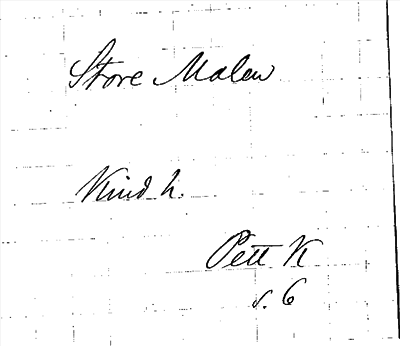 Store Malen
Kind h.
Pett K
s. 6